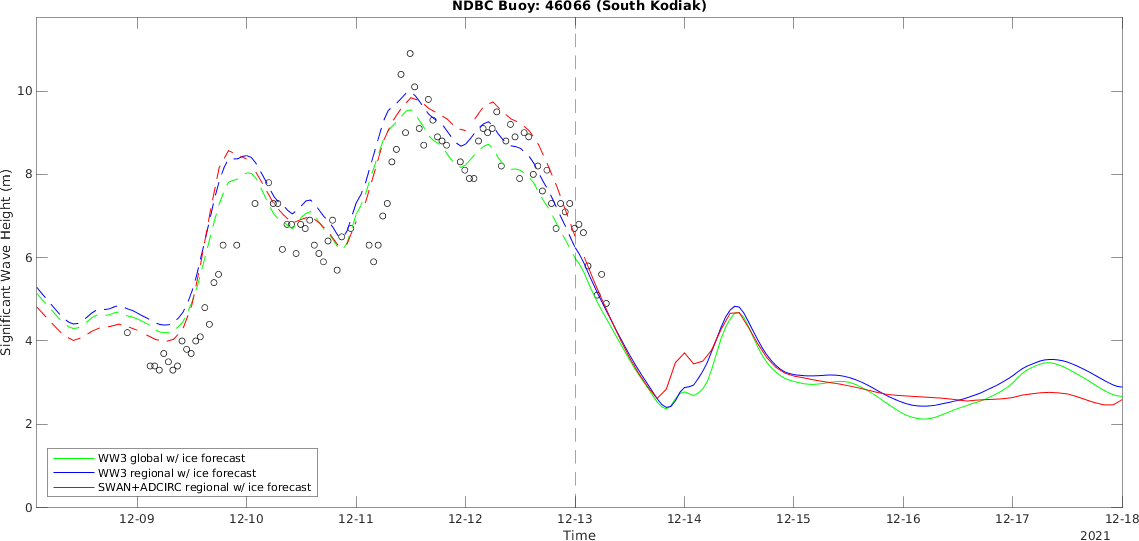 NDBC Buoy: 46066 (South Kodiak)
Significant Wave Height (m)
10
8
6
4
2
0
WW3 global w/ ice forecast
WW3 regional w/ ice forecast
SWAN+ADCIRC regional w/ ice forecast
12-09 12-10 12-11 12-12 12-13 12-14 12-15 12-16 12-17 12-18
Time
2021